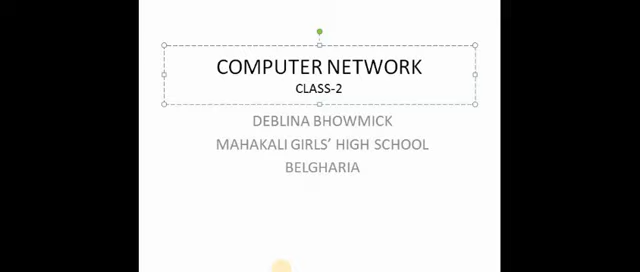 COMPUTER NETWORK
CLASS-2
DEBLINA BHOWMICK
MAHAKALI GIRLS’ HIGH SCHOOL
BELGHARIA